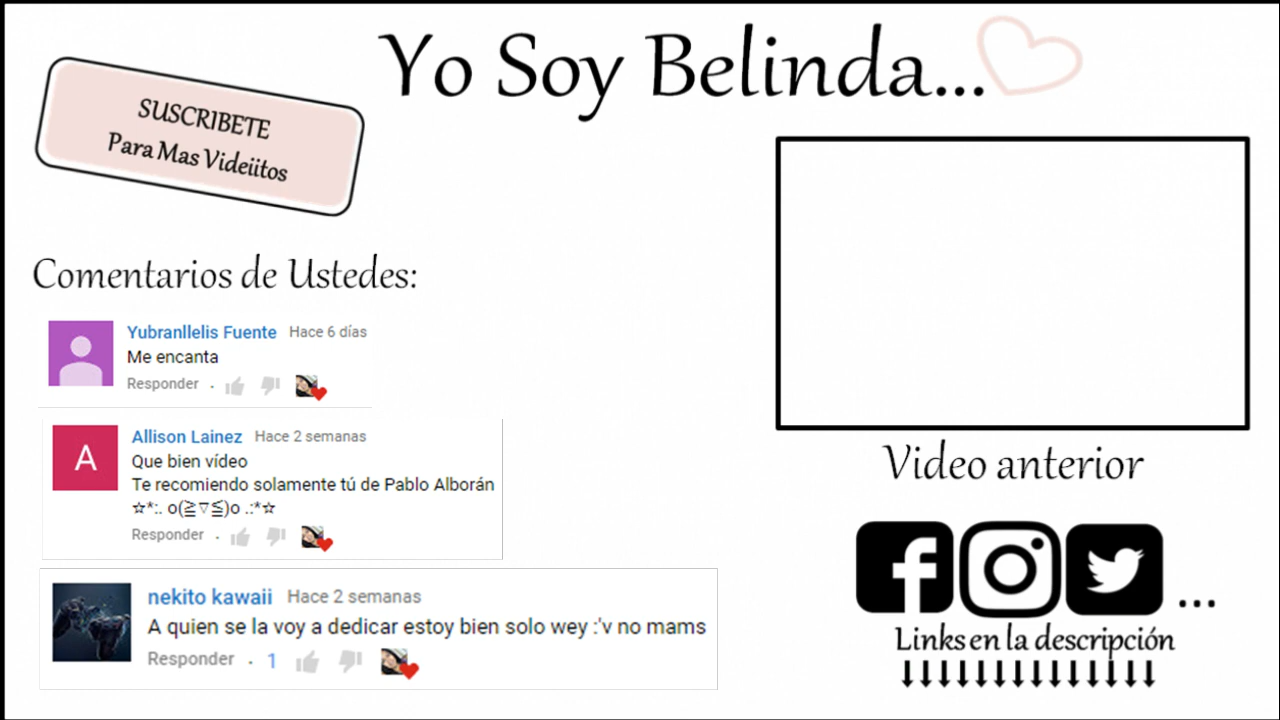 Yo Soy Belinda...
SUSCRIBETE
Para Mas Videiitos
Comentarios de Ustedes:
Yubranllelis Fuente Hace 6 días
Me encanta
Responder .
A
Allison Lainez Hace 2 semanas
Que bien vídeo
Te recomiendo solamente tú de Pablo Alborán
☆*:. o(≧▽≦)o .:*☆
Responder .
nekito kawaii Hace 2 semanas
A quien se la voy a dedicar estoy bien solo wey :'v no mams
Responder . 1
Video anterior
...
Links en la descripción